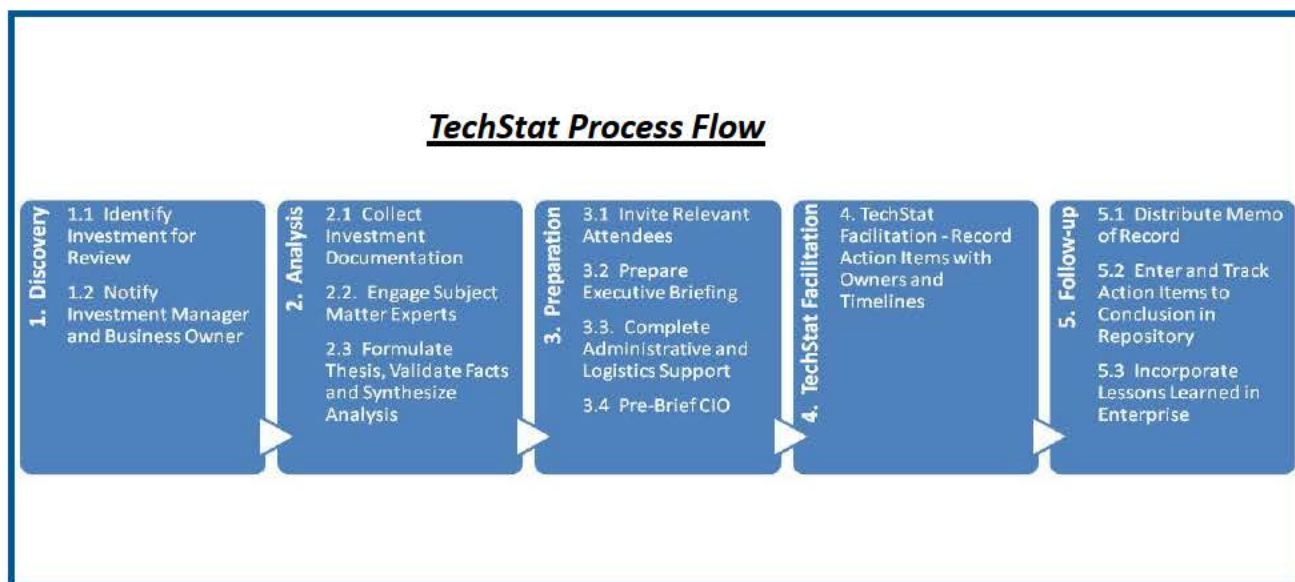 TechStat Process Flow
1. Discovery
1.1 Identify
Investment for
Review
1.2 Notify
Investment Manager
and Business Owner
2. Analysis
2.1 Collect
Investment
Documentation
2.2. Engage Subject
Matter Experts
2.3 Formulate
Thesis, Validate Facts
and Synthesize
Analysis
3. Preparation
3.1 Invite Relevant
Attendees
3.2 Prepare
Executive Briefing
3.3. Complete
Administrative and
Logistics Support
3.4 Pre-Brief CIO
4. TechStat Facilitation
4. TechStat
Facilitation - Record
Action Items with
Owners and
Timelines
5. Follow-up
5.1 Distribute Memo
of Record
5.2 Enter and Track
Action Items to
Conclusion in
Repository
5.3 Incorporate
Lessons Learned in
Enterprise